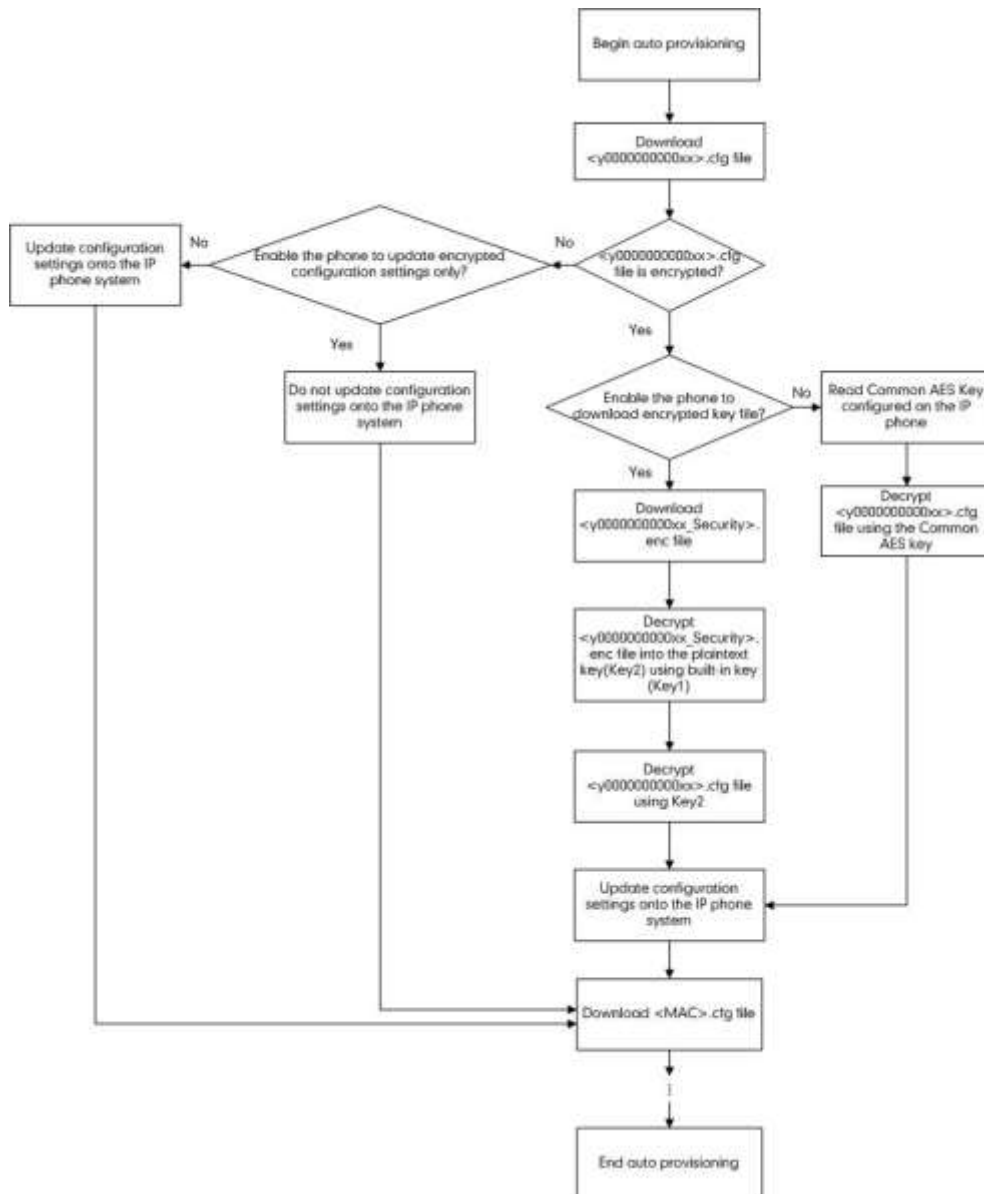 Begin auto provisioning
Download
<y0000000000xx>.cfg file
Update configuration
settings onto the IP
phone system
No
Enable the phone to update encrypted
configuration settings only?
No
<y0000000000xx>.cfg
file is encrypted?
Yes
Yes
Do not update configuration
settings onto the IP phone
system
Enable the phone to
download encrypted key file?
No
Read Common AES Key
configured on the IP
phone
Yes
Download
<y0000000000xx_Security>.
enc file
Decrypt
<y0000000000xx>.cfg
file using the Common
AES key
Decrypt
<y0000000000xx_Security>.
enc file into the plaintext
key(Key2) using built-in key
(Key1)
Decrypt
<y0000000000xx>.cfg file
using Key2
Update configuration
settings onto the IP phone
system
Download <MAC>.cfg file
End auto provisioning